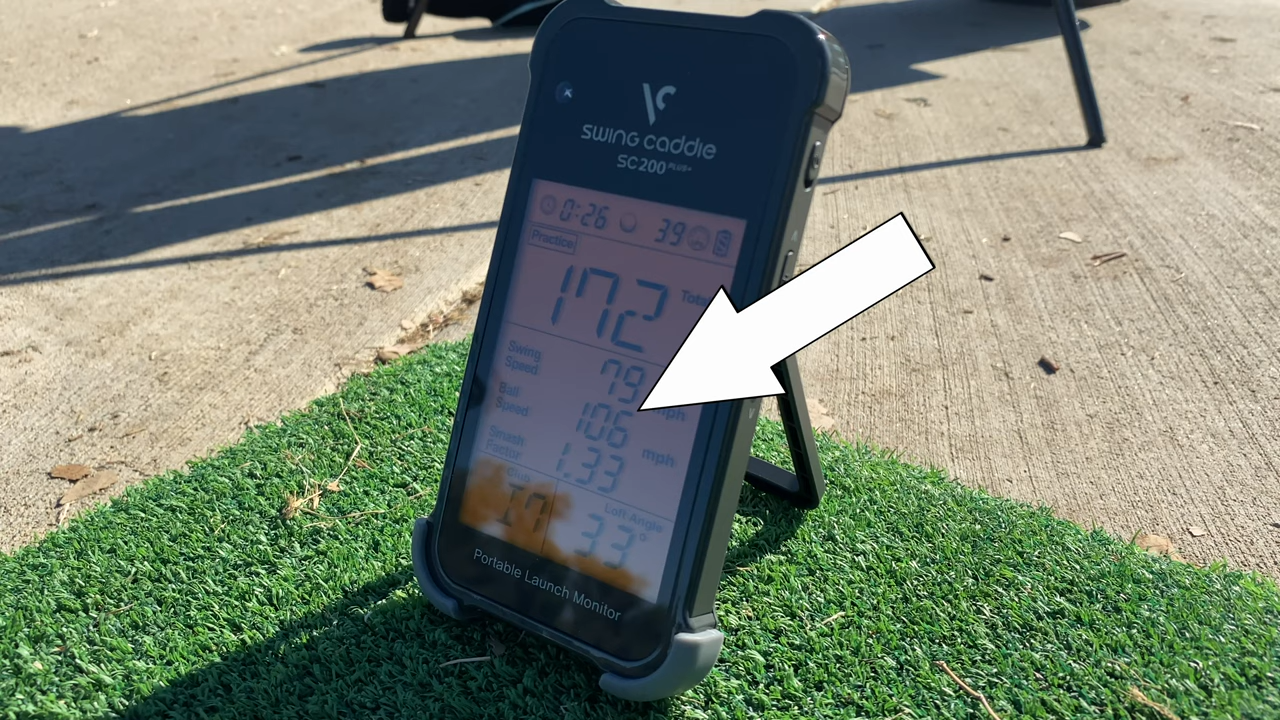 swing caddie
SC200 PLUS+
0:26 39
Practice
172
Swing Speed 79 mph
Ball Speed 106 mph
Smash Factor 1.33
I7 Loft Angle 33°
Portable Launch Monitor